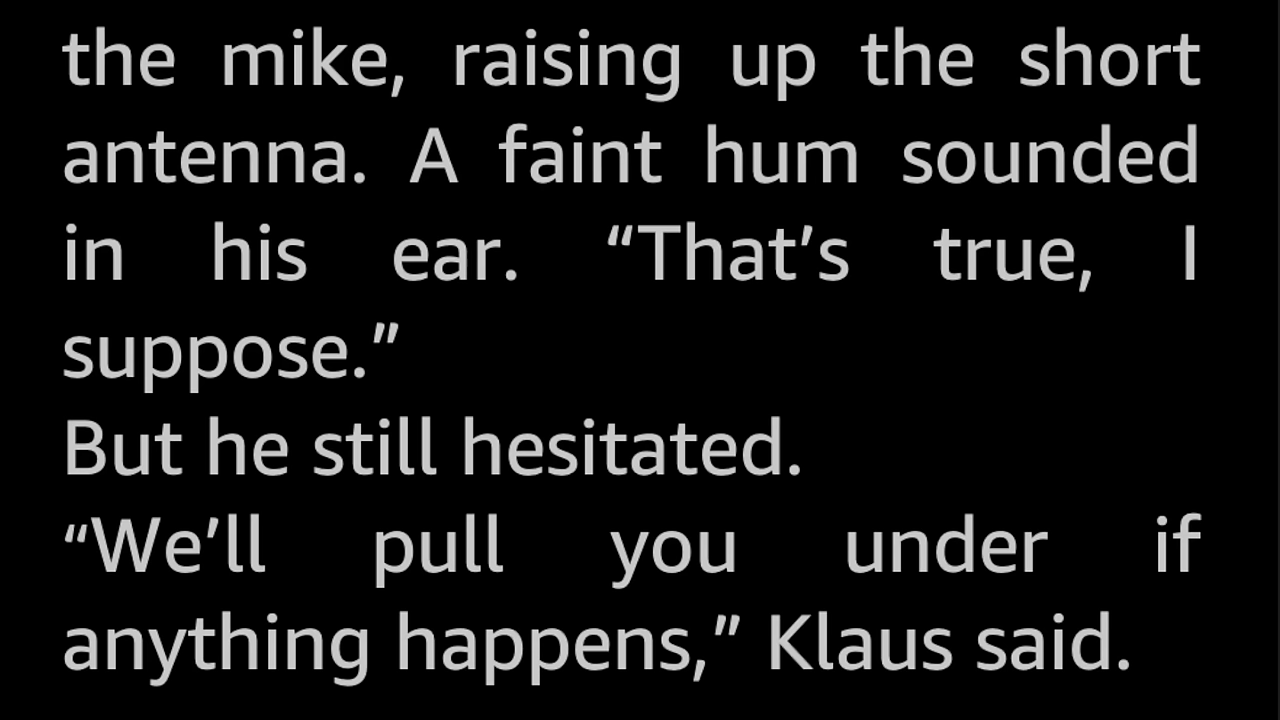 the mike, raising up the short
antenna. A faint hum sounded
in his ear. “That’s true, I
suppose.”
But he still hesitated.
“We’ll pull you under if
anything happens,” Klaus said.